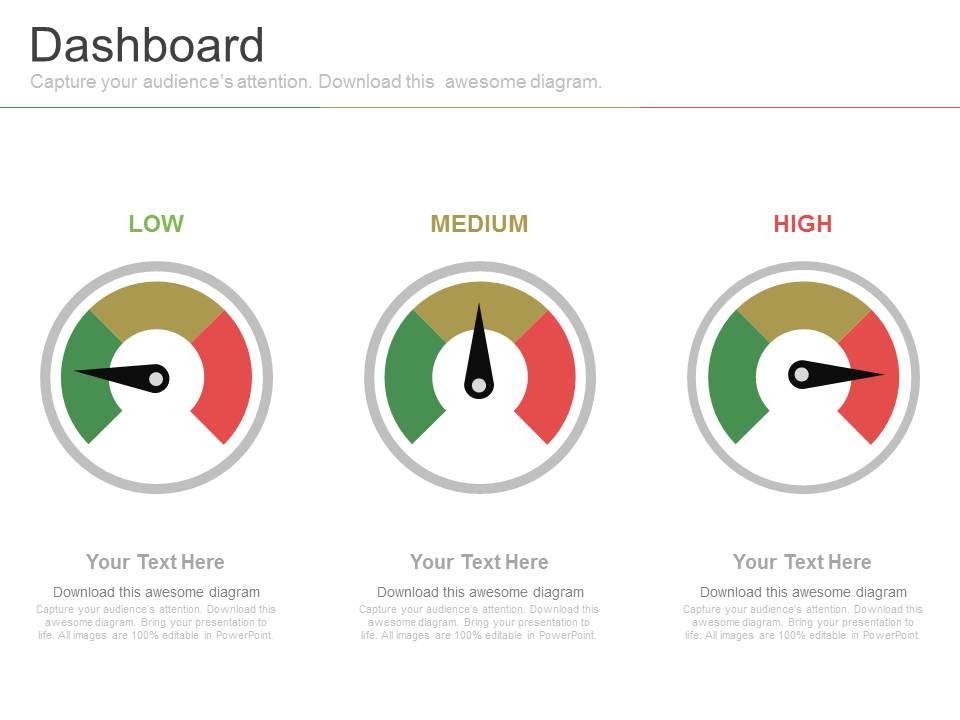 Dashboard
Capture your audience's attention. Download this awesome diagram.
LOW
MEDIUM
HIGH
Your Text Here
Download this awesome diagram
Capture your audience's attention. Download this
awesome diagram. Bring your presentation to
life. All images are 100% editable in PowerPoint.
Your Text Here
Download this awesome diagram
Capture your audience's attention. Download this
awesome diagram. Bring your presentation to
life. All images are 100% editable in PowerPoint.
Your Text Here
Download this awesome diagram
Capture your audience's attention. Download this
awesome diagram. Bring your presentation to
life. All images are 100% editable in PowerPoint.